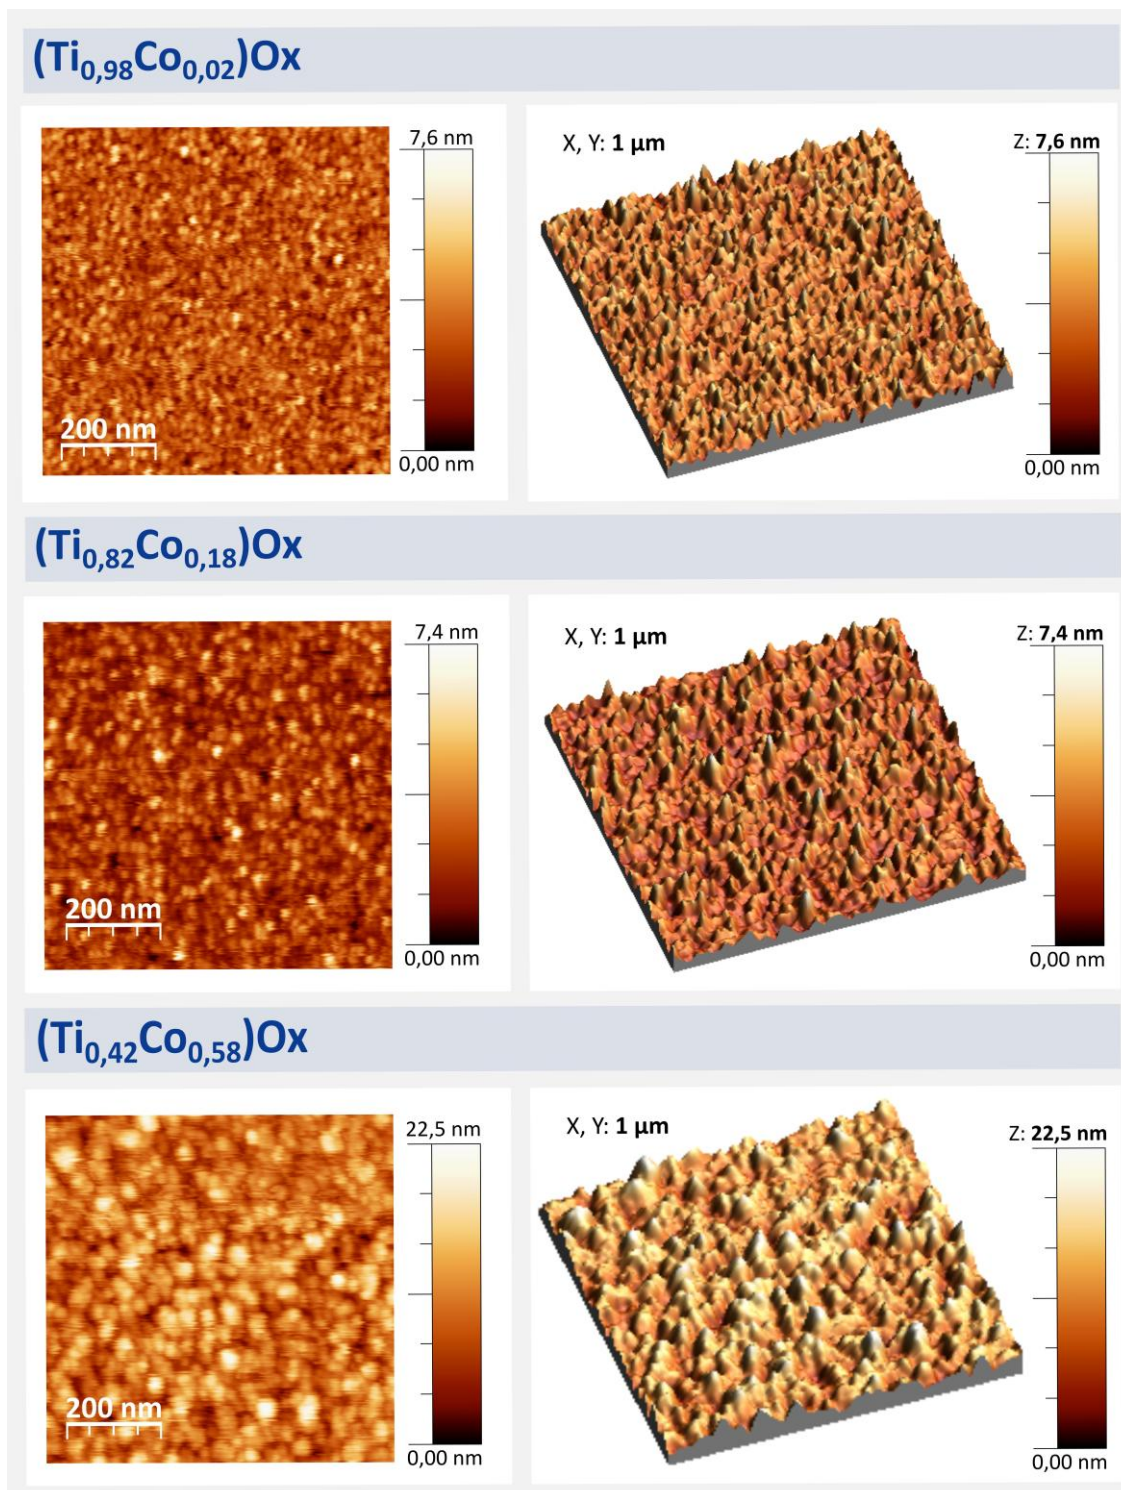 (Ti0,98Co0,02)Ox
7,6 nm
200 nm
0,00 nm
X, Y: 1 µm
Z: 7,6 nm
0,00 nm
(Ti0,82Co0,18)Ox
7,4 nm
200 nm
0,00 nm
X, Y: 1 µm
Z: 7,4 nm
0,00 nm
(Ti0,42Co0,58)Ox
22,5 nm
200 nm
0,00 nm
X, Y: 1 µm
Z: 22,5 nm
0,00 nm